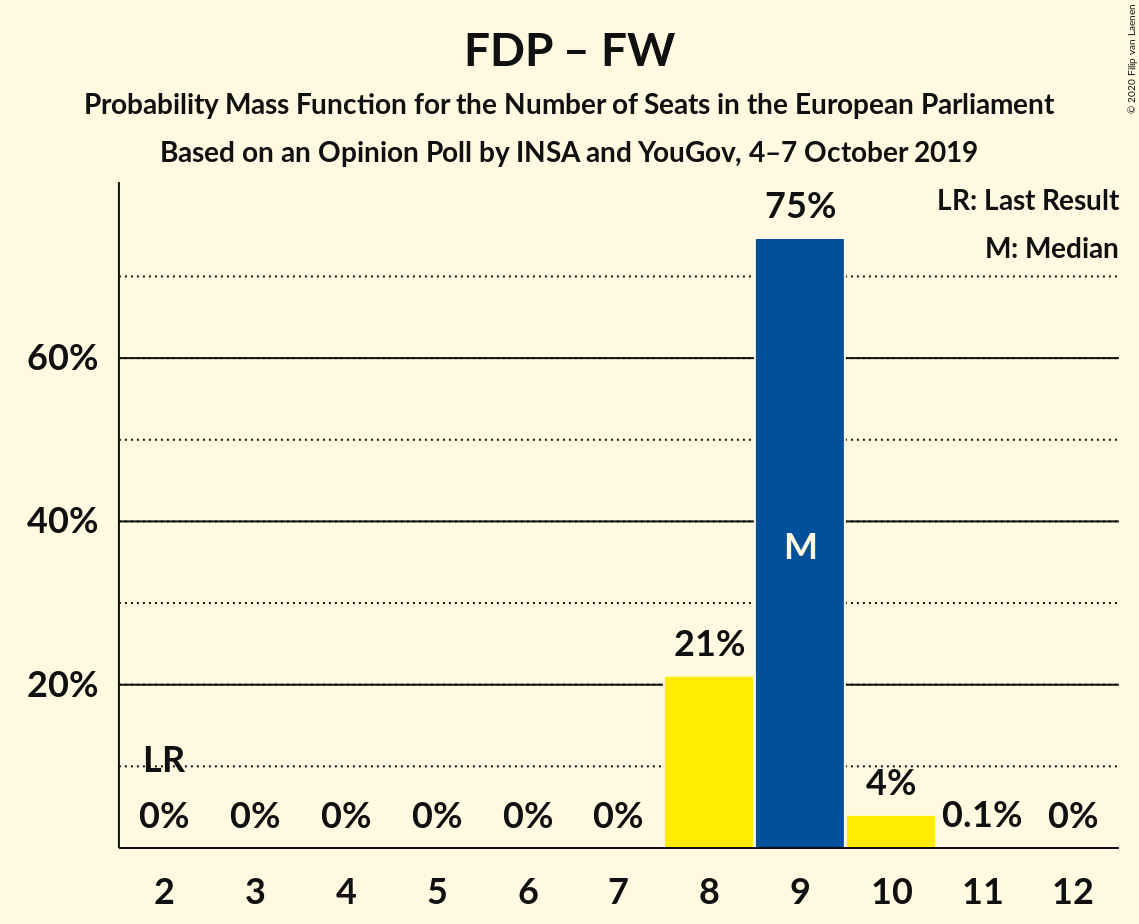 FDP – FW
Probability Mass Function for the Number of Seats in the European Parliament
Based on an Opinion Poll by INSA and YouGov, 4–7 October 2019
© 2020 Filip van Laenen
LR: Last Result
M: Median
60%
40%
20%
75%
M
21%
LR
4%
0% 0% 0% 0% 0% 0% 0.1% 0%
2 3 4 5 6 7 8 9 10 11 12